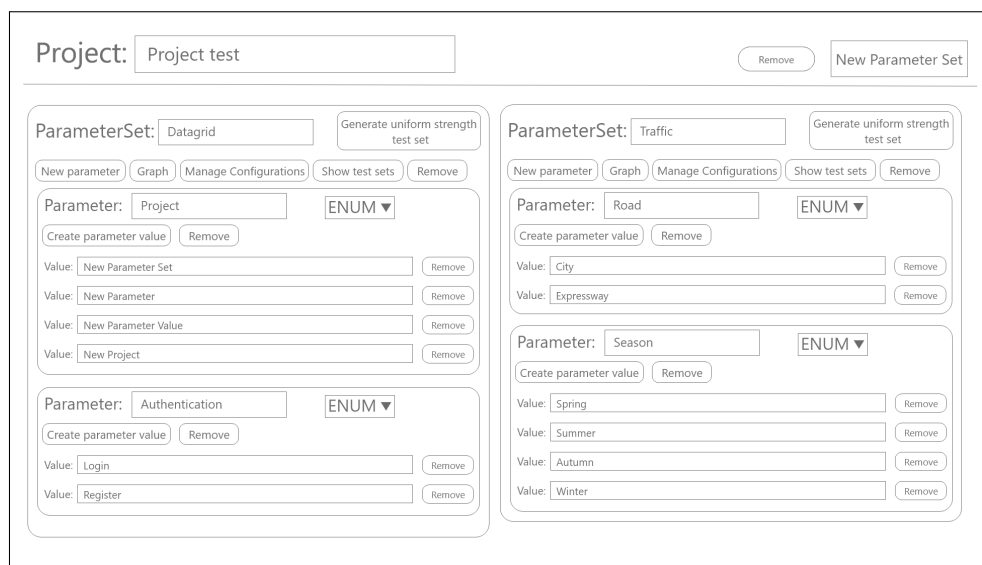 Project: Project test
Remove
New Parameter Set
ParameterSet: Datagrid
Generate uniform strength
test set
New parameter Graph Manage Configurations Show test sets Remove
Parameter: Project ENUM ▼
Create parameter value Remove
Value: New Parameter Set Remove
Value: New Parameter Remove
Value: New Parameter Value Remove
Value: New Project Remove
Parameter: Authentication ENUM ▼
Create parameter value Remove
Value: Login Remove
Value: Register Remove
ParameterSet: Traffic
Generate uniform strength
test set
New parameter Graph Manage Configurations Show test sets Remove
Parameter: Road ENUM ▼
Create parameter value Remove
Value: City Remove
Value: Expressway Remove
Parameter: Season ENUM ▼
Create parameter value Remove
Value: Spring Remove
Value: Summer Remove
Value: Autumn Remove
Value: Winter Remove